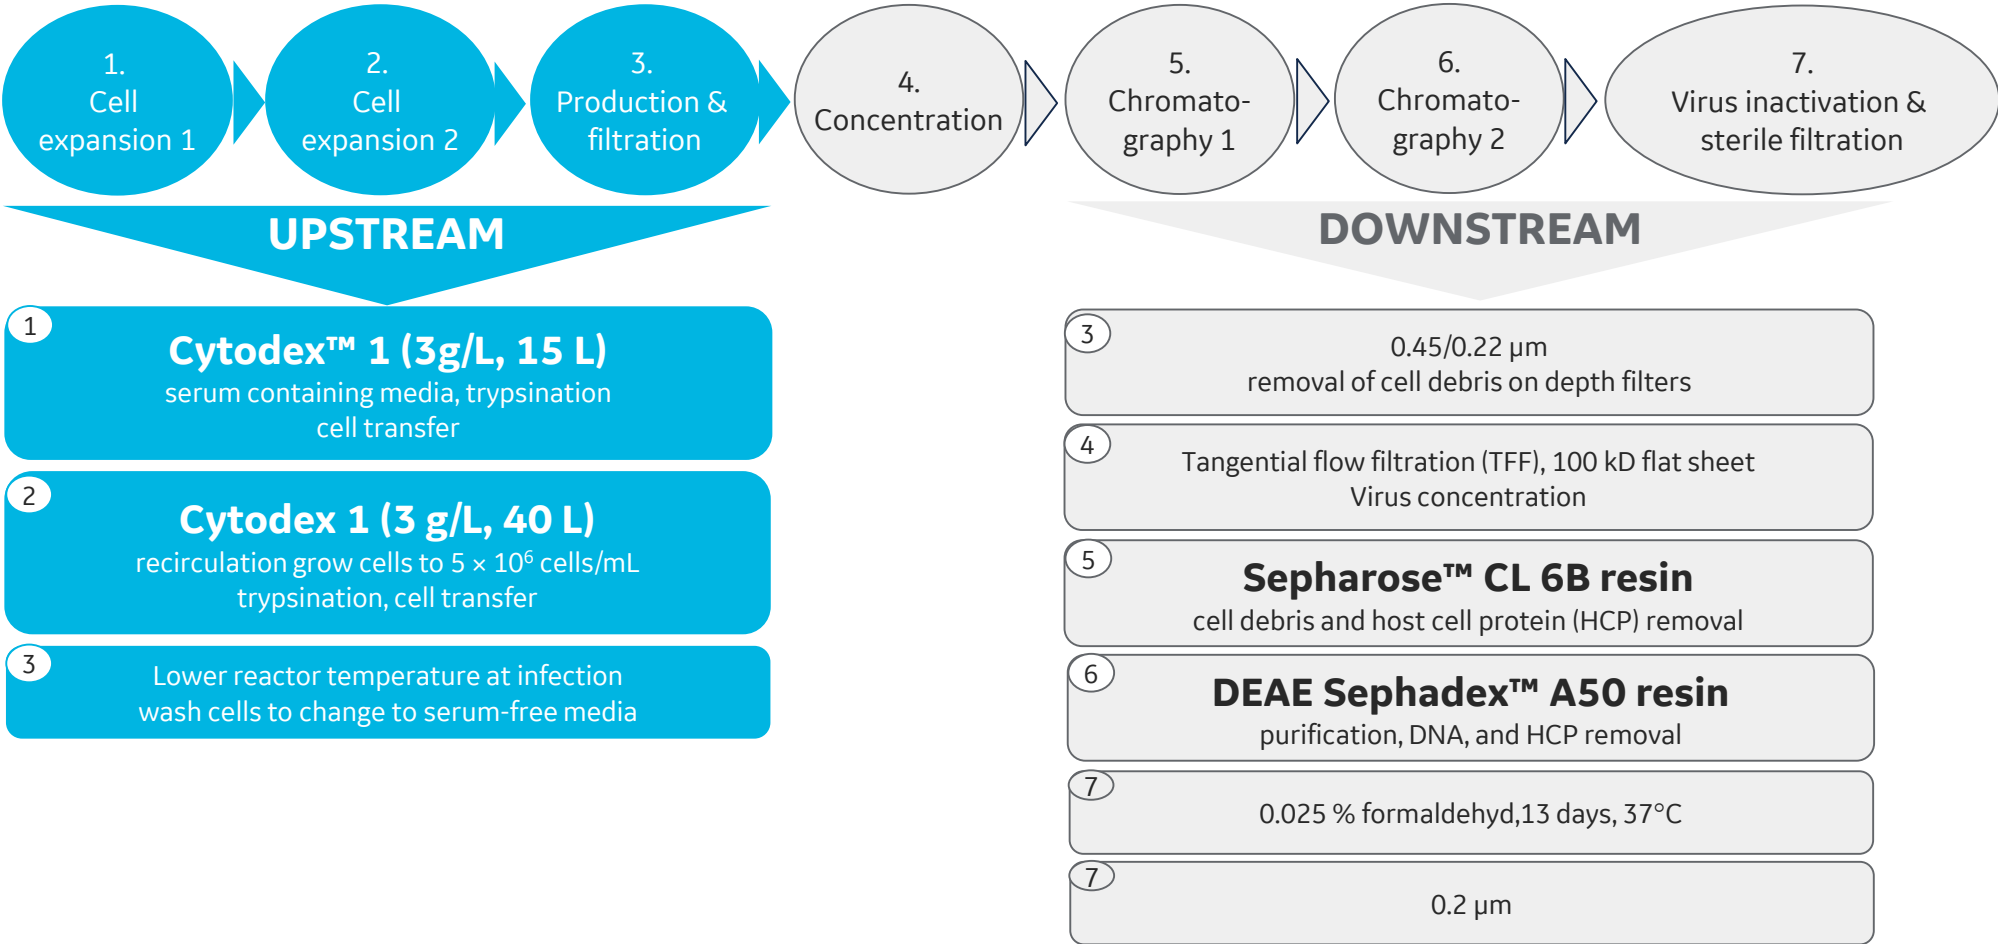 1.
Cell
expansion 1
2.
Cell
expansion 2
3.
Production &
filtration
4.
Concentration
5.
Chromato-
graphy 1
6.
Chromato-
graphy 2
7.
Virus inactivation &
sterile filtration
UPSTREAM
1
Cytodex™ 1 (3g/L, 15 L)
serum containing media, trypsination
cell transfer
2
Cytodex 1 (3 g/L, 40 L)
recirculation grow cells to 5 × 10⁶ cells/mL
trypsination, cell transfer
3
Lower reactor temperature at infection
wash cells to change to serum-free media
DOWNSTREAM
3
0.45/0.22 µm
removal of cell debris on depth filters
4
Tangential flow filtration (TFF), 100 kD flat sheet
Virus concentration
5
Sepharose™ CL 6B resin
cell debris and host cell protein (HCP) removal
6
DEAE Sephadex™ A50 resin
purification, DNA, and HCP removal
7
0.025 % formaldehyd,13 days, 37°C
7
0.2 µm